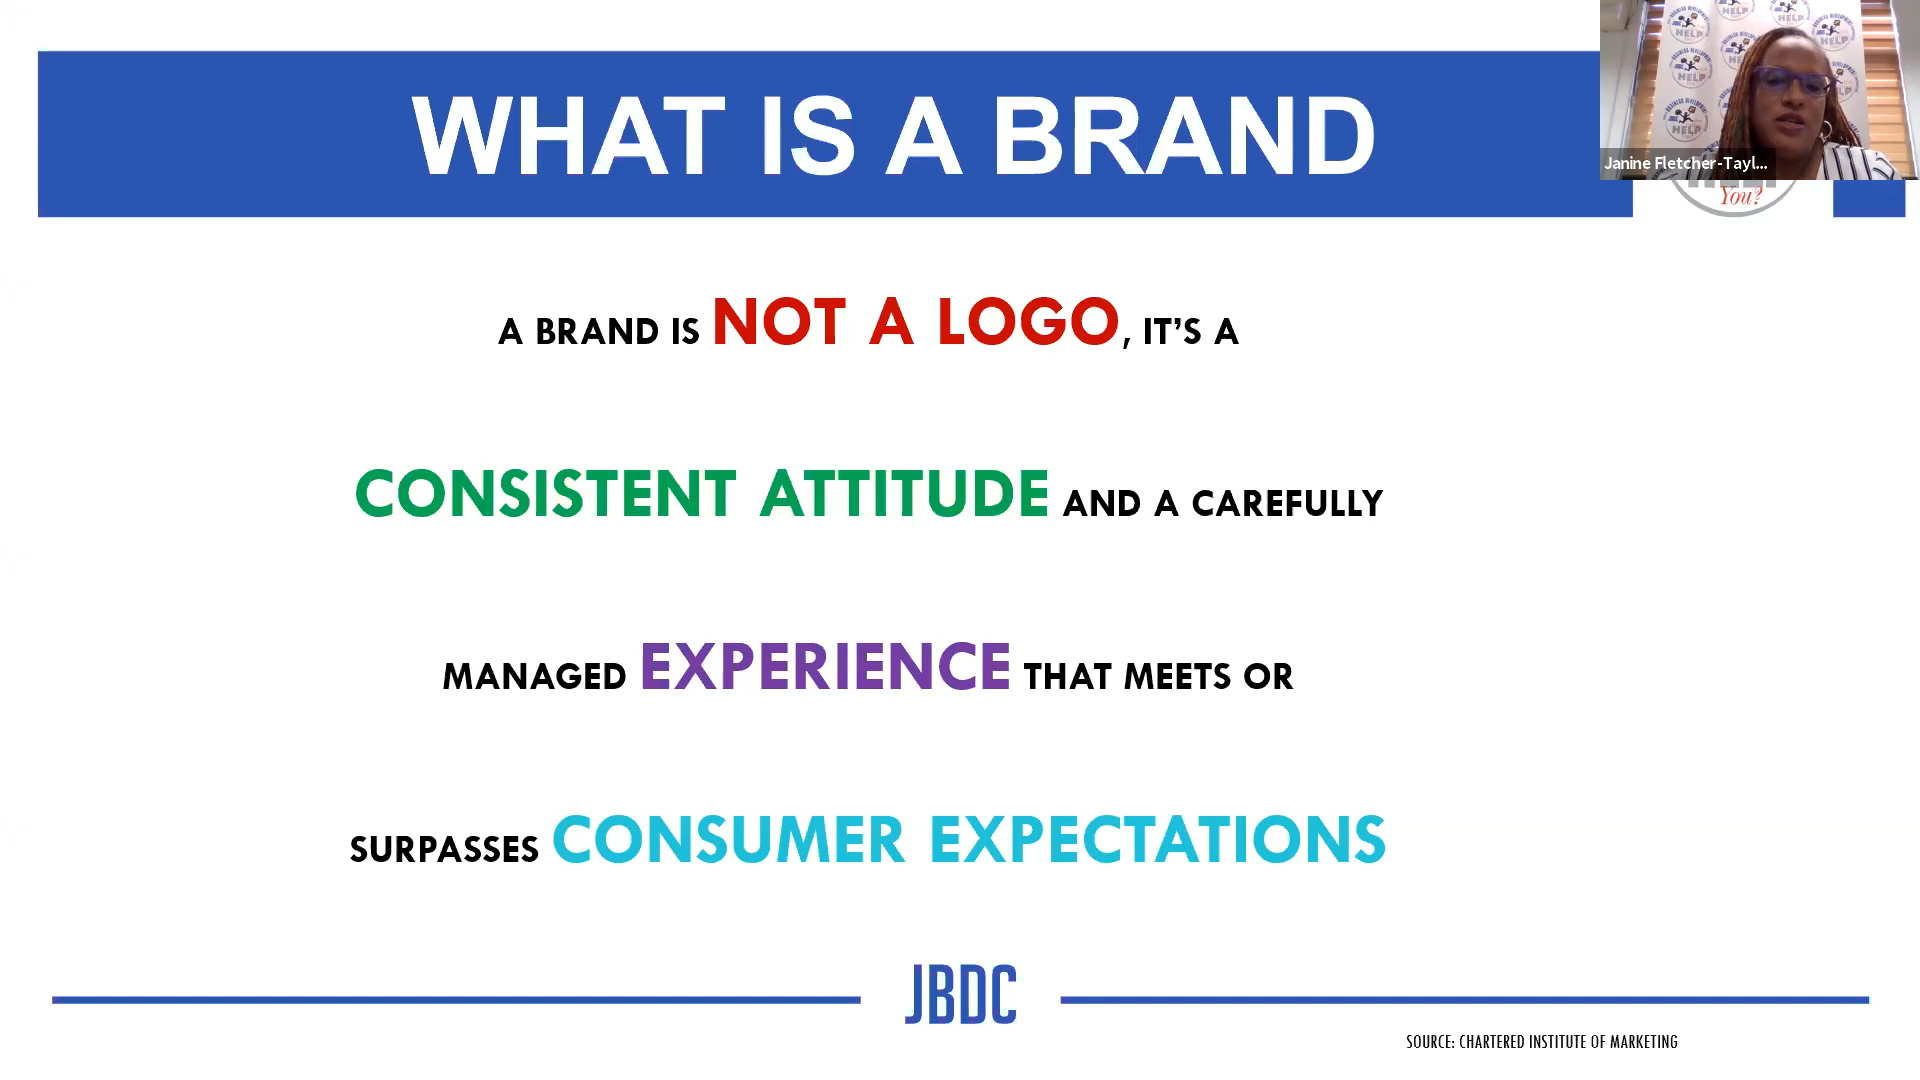 WHAT IS A BRAND
Janine Fletcher-Tayl...
You?
A BRAND IS NOT A LOGO, IT'S A
CONSISTENT ATTITUDE AND A CAREFULLY
MANAGED EXPERIENCE THAT MEETS OR
SURPASSES CONSUMER EXPECTATIONS
JBDC
SOURCE: CHARTERED INSTITUTE OF MARKETING